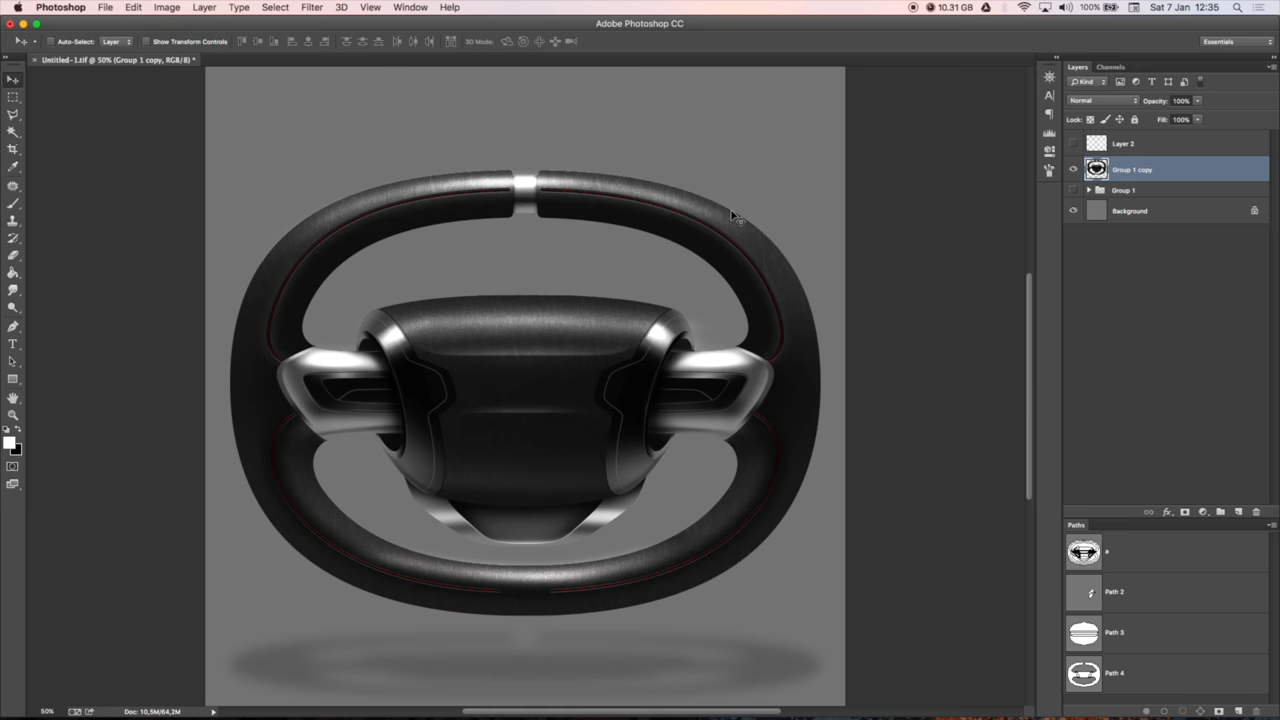 Photoshop File Edit Image Layer Type Select Filter 3D View Window Help 10.31 GB 100% Sat 7 Jan 12:35
Adobe Photoshop CC
Auto-Select: Layer Show Transform Controls 3D Mode: Essentials
Untitled-1.tif @ 50% (Group 1 copy, RGB/8) *
Layers Channels
Kind
Normal Opacity: 100%
Lock: Fill: 100%
Layer 2
Group 1 copy
Group 1
Background
Paths
a
Path 2
Path 3
Path 4
50% Doc: 10,5M/64,2M